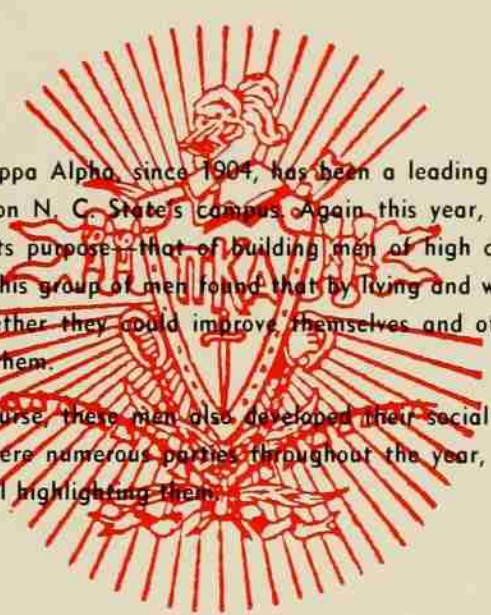 ppa Alpha, since 1904, has been a leading
on N. C. State's campus. Again this year,
ts purpose—that of building men of high c
his group of men found that by living and w
ΠΚΑ
ether they could improve themselves and o
hem.
urse, these men also developed their social
ere numerous parties throughout the year,
l highlighting them.